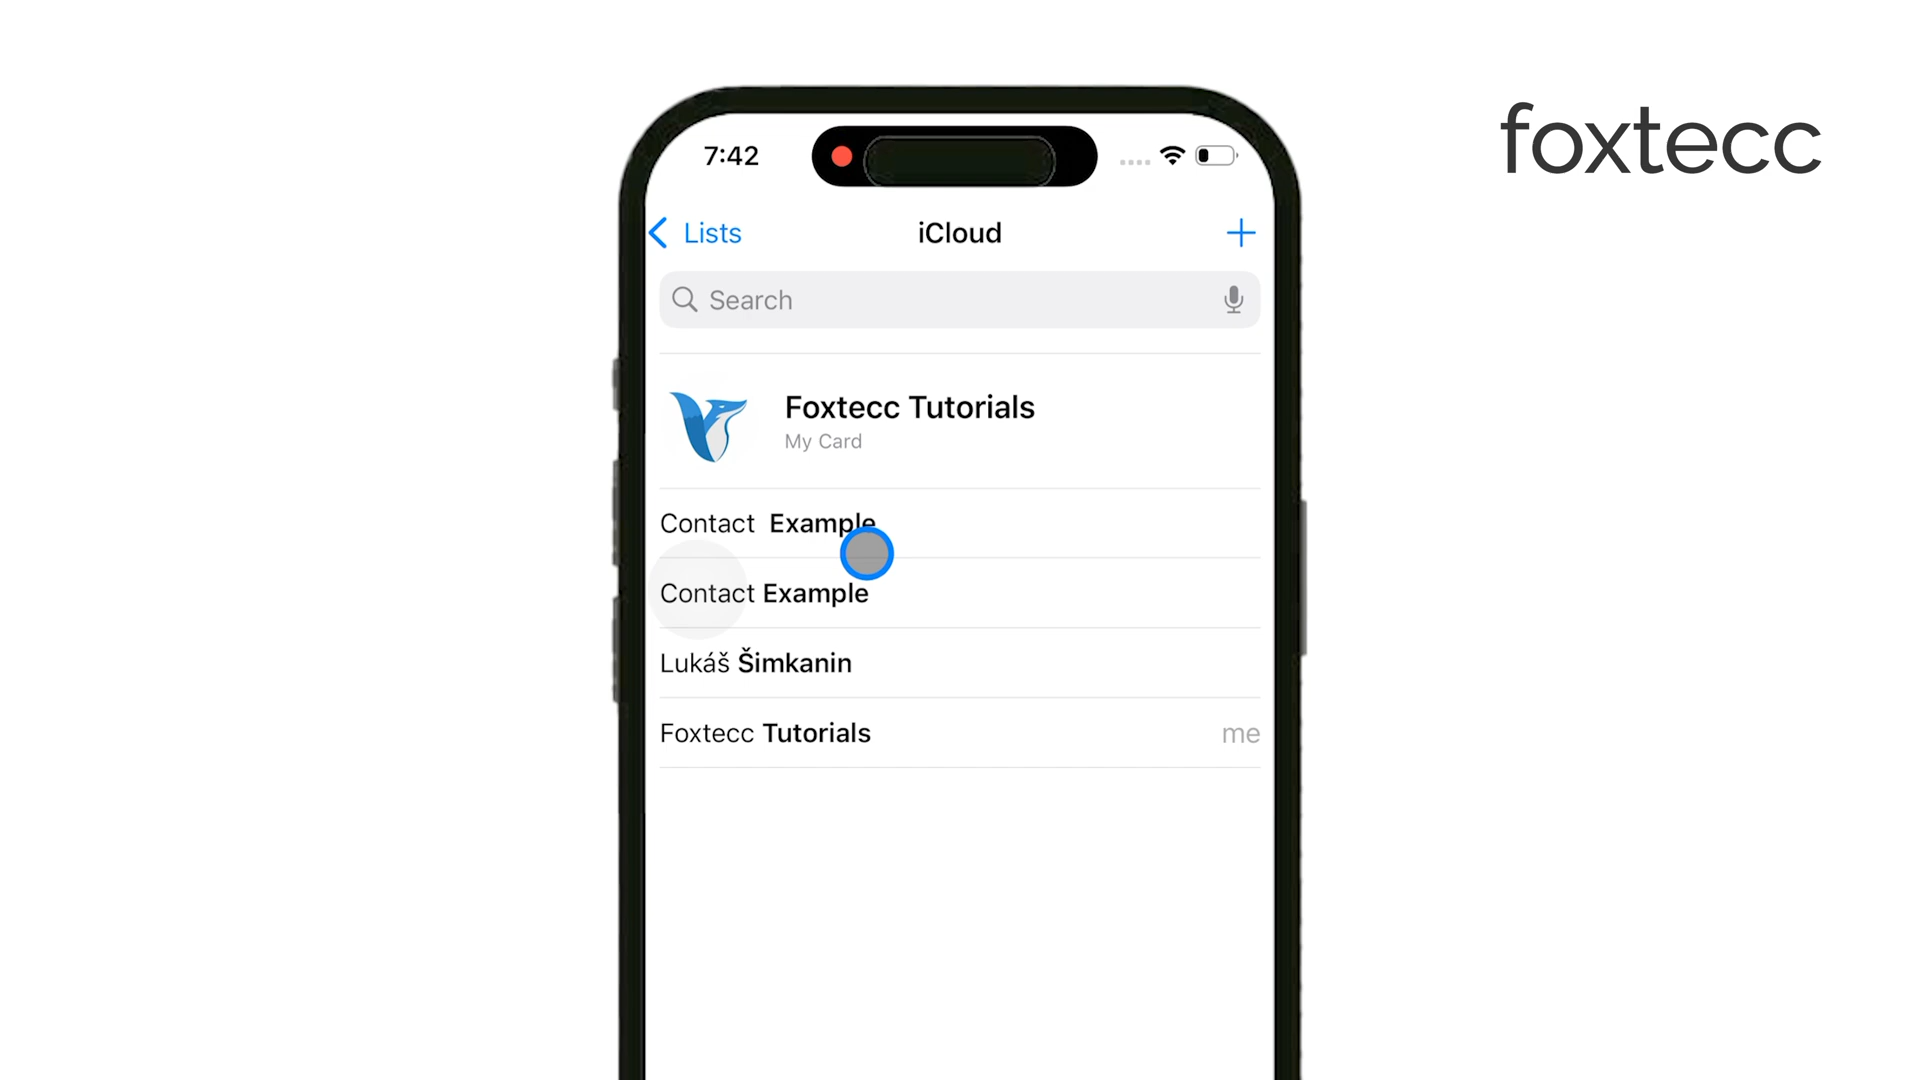 foxtecc
7:42
Lists
iCloud
Search
Foxtecc Tutorials
My Card
Contact Example
Contact Example
Lukáš Šimkanin
Foxtecc Tutorials
me